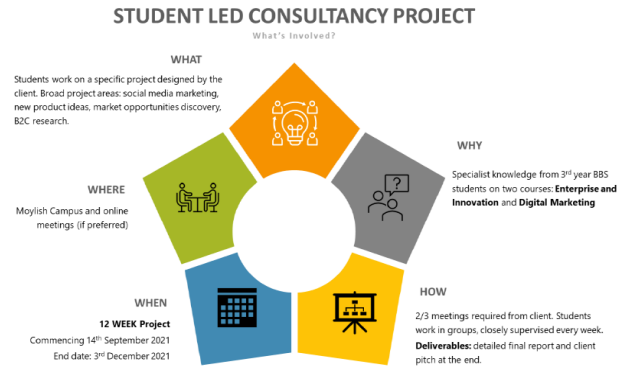 STUDENT LED CONSULTANCY PROJECT
What's Involved?
WHAT
Students work on a specific project designed by the
client. Broad project areas: social media marketing,
new product ideas, market opportunities discovery,
B2C research.
WHY
Specialist knowledge from 3rd year BBS
students on two courses: Enterprise and
Innovation and Digital Marketing
WHERE
Moylish Campus and online
meetings (if preferred)
WHEN
12 WEEK Project
Commencing 14th September 2021
End date: 3rd December 2021
HOW
2/3 meetings required from client. Students
work in groups, closely supervised every week.
Deliverables: detailed final report and client
pitch at the end.
?